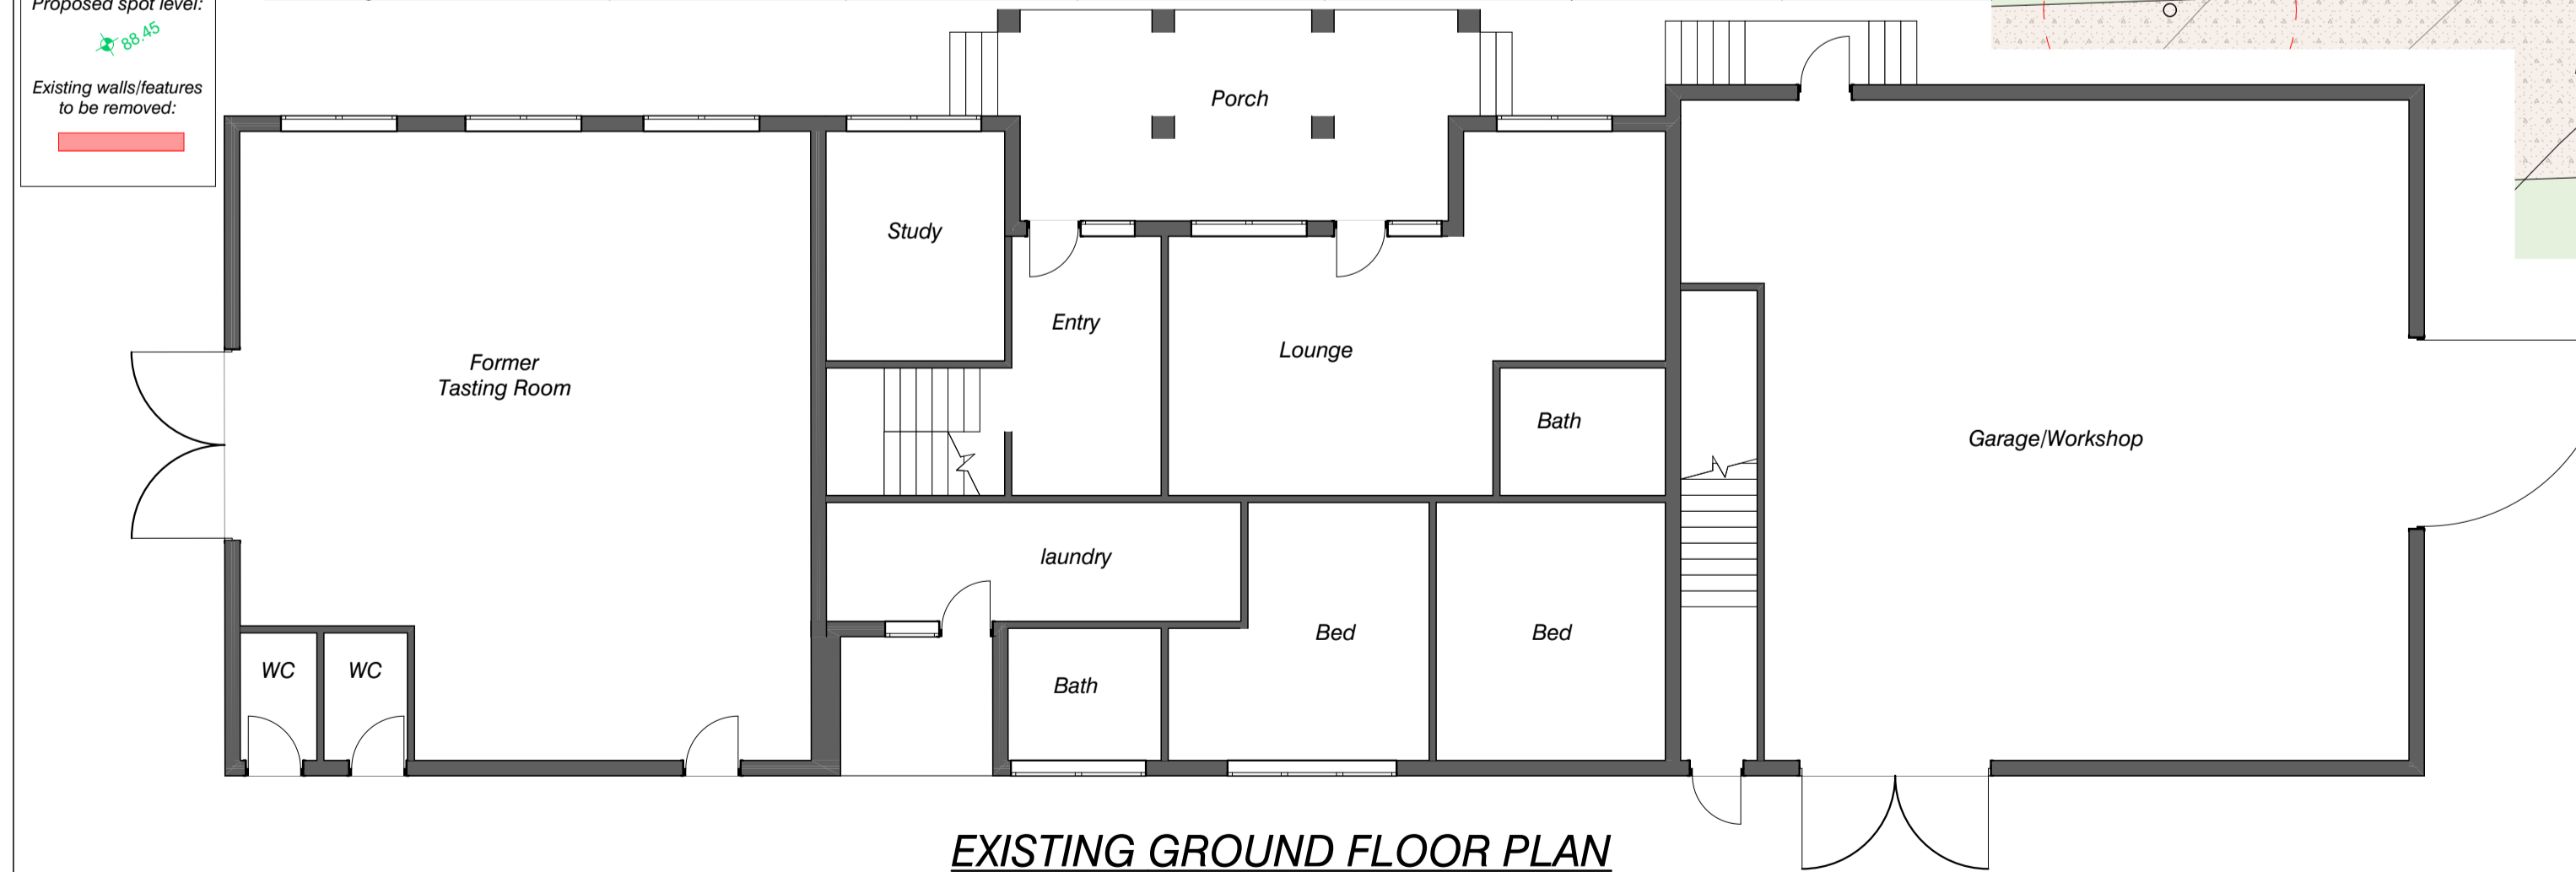 Proposed spot level:
88.45
Existing walls/features
to be removed:
Porch
Study
Entry
Former
Tasting Room
Lounge
Bath
Garage/Workshop
laundry
WC
WC
Bath
Bed
Bed
EXISTING GROUND FLOOR PLAN